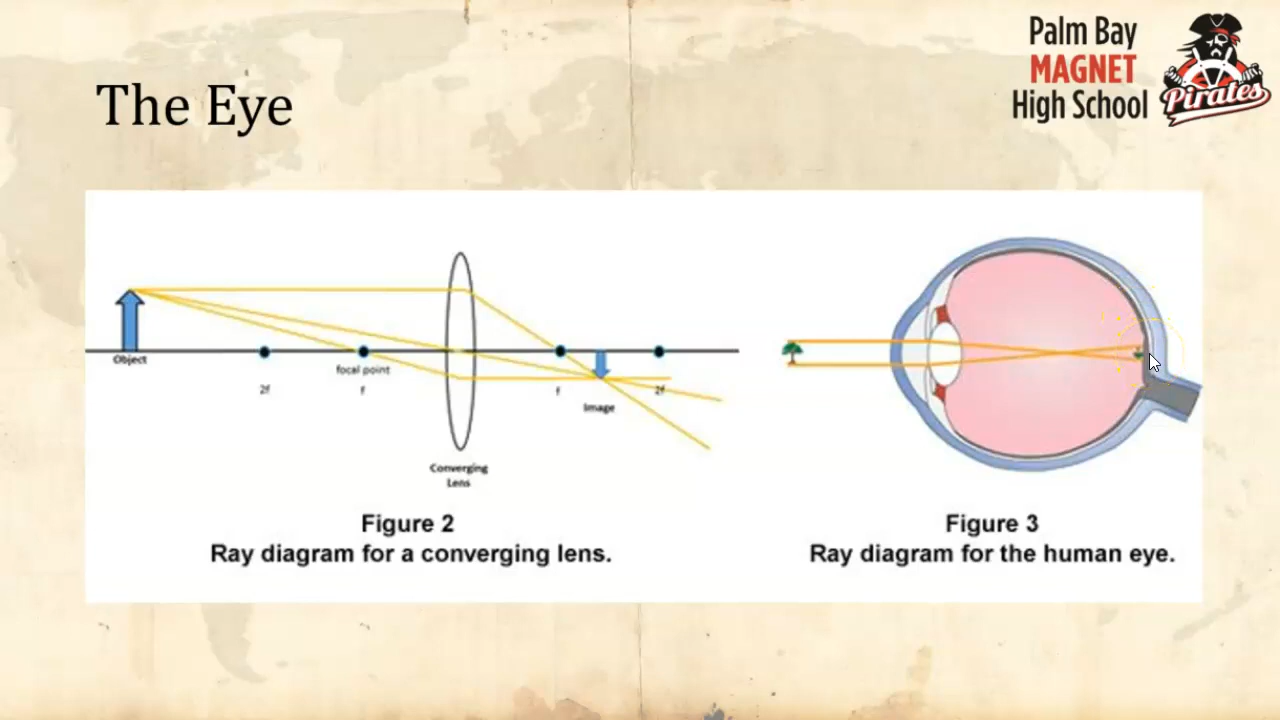 Palm Bay
MAGNET
High School
Pirates
The Eye
Object
2f
focal point
f
Converging
Lens
f
Image
2f
Figure 2
Ray diagram for a converging lens.
Figure 3
Ray diagram for the human eye.